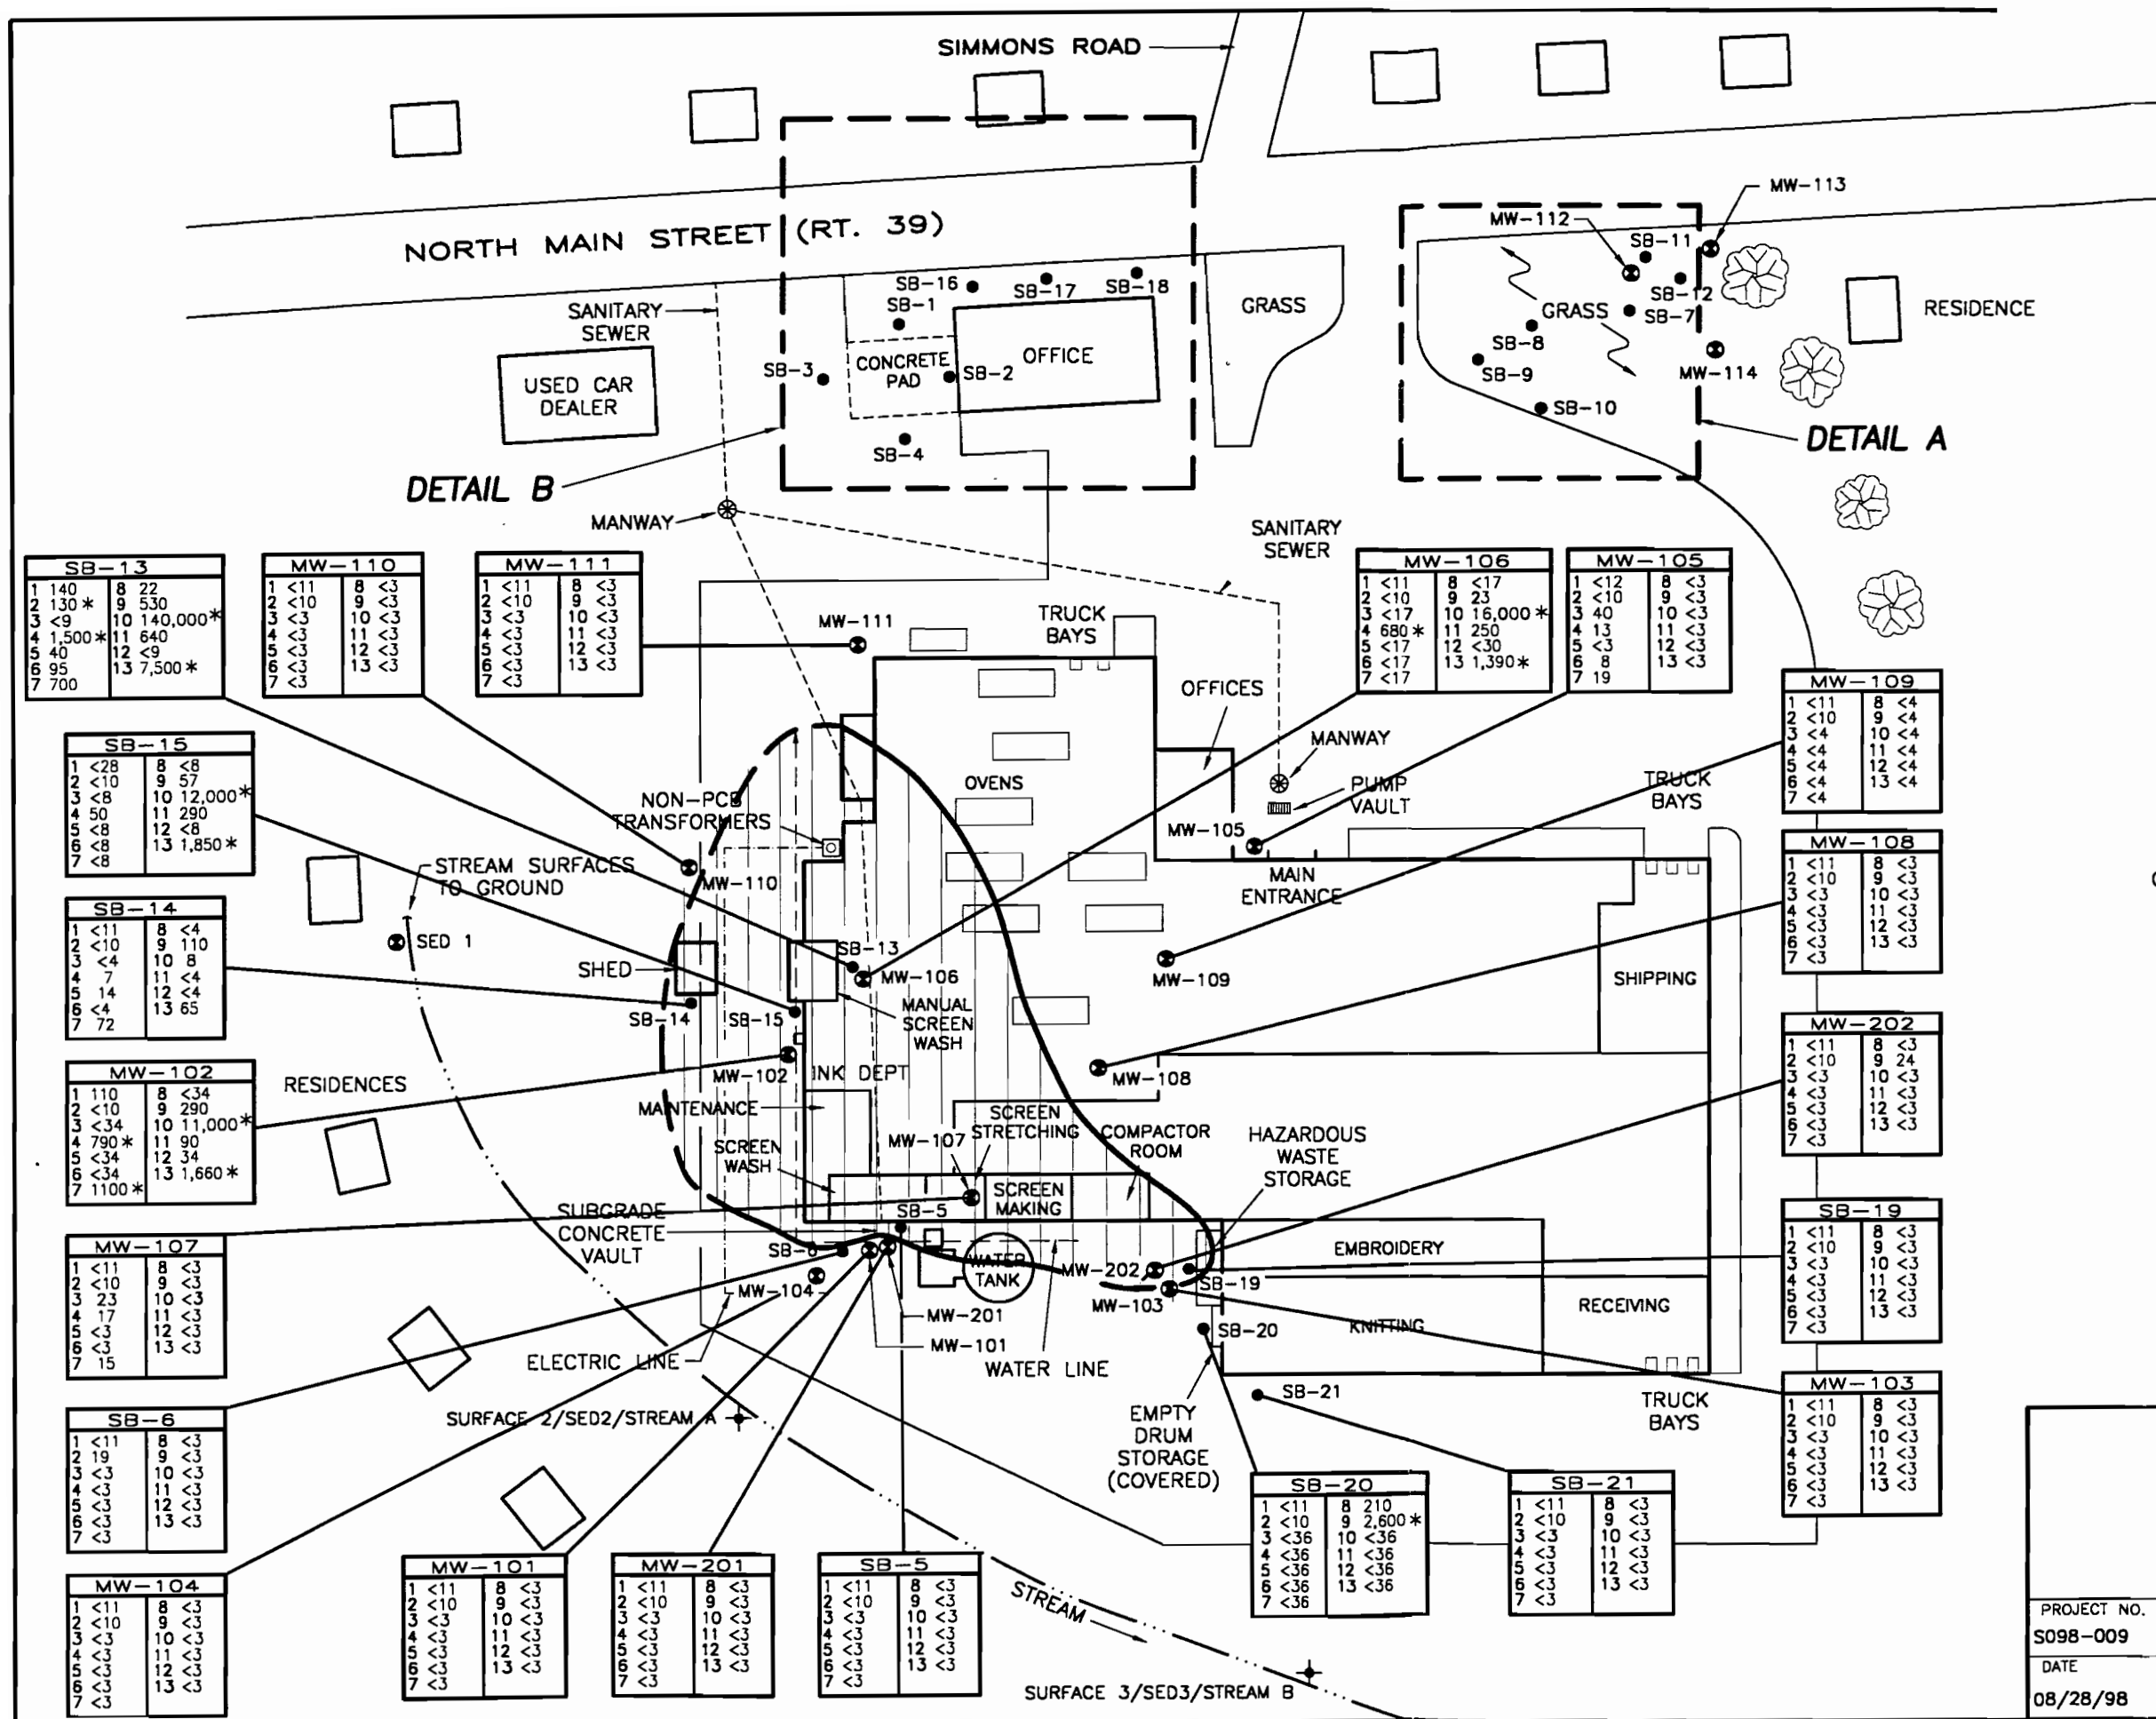 SIMMONS ROAD
NORTH MAIN STREET (RT. 39)
MW-113
MW-112
SB-11
SB-12
GRASS
SB-7
SB-8
SB-9
MW-114
SB-10
RESIDENCE
DETAIL A
SB-16
SB-17
SB-18
SB-1
GRASS
SANITARY
SEWER
USED CAR
DEALER
SB-3
CONCRETE
PAD
SB-2
OFFICE
SB-4
DETAIL B
MANWAY
SANITARY
SEWER
SB-13
1 140 8 22
2 130* 9 530
3 <9 10 140,000*
4 1,500* 11 640
5 40 12 <9
6 95 13 7,500*
7 700
MW-110
1 <11 8 <3
2 <10 9 <3
3 <3 10 <3
4 <3 11 <3
5 <3 12 <3
6 <3 13 <3
7 <3
MW-111
1 <11 8 <3
2 <10 9 <3
3 <3 10 <3
4 <3 11 <3
5 <3 12 <3
6 <3 13 <3
7 <3
MW-106
1 <11 8 <17
2 <10 9 23
3 <17 10 16,000*
4 680* 11 250
5 <17 12 <30
6 <17 13 1,390*
7 <17
MW-105
1 <12 8 <3
2 <10 9 <3
3 40 10 <3
4 13 11 <3
5 <3 12 <3
6 8 13 <3
7 19
MW-111
TRUCK
BAYS
OFFICES
MANWAY
PUMP
VAULT
OVENS
MW-105
MAIN
ENTRANCE
TRUCK
BAYS
MW-109
1 <11 8 <4
2 <10 9 <4
3 <4 10 <4
4 <4 11 <4
5 <4 12 <4
6 <4 13 <4
7 <4
SB-15
1 <28 8 <8
2 <10 9 57
3 <8 10 12,000*
4 50 11 290
5 <8 12 <8
6 <8 13 1,850*
7 <8
NON-PCB
TRANSFORMERS
STREAM SURFACES
TO GROUND
MW-110
MW-108
1 <11 8 <3
2 <10 9 <3
3 <3 10 <3
4 <3 11 <3
5 <3 12 <3
6 <3 13 <3
7 <3
SB-14
1 <11 8 <4
2 <10 9 110
3 <4 10 8
4 7 11 <4
5 14 12 <4
6 <4 13 65
7 72
SED 1
SHED
SB-13
MW-106
MANUAL
SCREEN
WASH
SB-14
SB-15
MW-109
SHIPPING
MW-202
1 <11 8 <3
2 <10 9 24
3 <3 10 <3
4 <3 11 <3
5 <3 12 <3
6 <3 13 <3
7 <3
MW-102
1 110 8 <34
2 <10 9 290
3 <34 10 11,000*
4 790* 11 90
5 <34 12 34
6 <34 13 1,660*
7 1100*
RESIDENCES
MW-102
INK DEPT
MW-108
MAINTENANCE
SCREEN
WASH
MW-107
SCREEN
STRETCHING
COMPACTOR
ROOM
HAZARDOUS
WASTE
STORAGE
SCREEN
MAKING
SUBGRADE
CONCRETE
VAULT
SB-5
SB-6
WATER
TANK
MW-202
SB-19
EMBROIDERY
MW-104
MW-201
MW-101
MW-103
KNITTING
RECEIVING
SB-20
ELECTRIC LINE
WATER LINE
SB-21
TRUCK
BAYS
EMPTY
DRUM
STORAGE
(COVERED)
SB-19
1 <11 8 <3
2 <10 9 <3
3 <3 10 <3
4 <3 11 <3
5 <3 12 <3
6 <3 13 <3
7 <3
MW-107
1 <11 8 <3
2 <10 9 <3
3 23 10 <3
4 17 11 <3
5 <3 12 <3
6 <3 13 <3
7 15
MW-103
1 <11 8 <3
2 <10 9 <3
3 <3 10 <3
4 <3 11 <3
5 <3 12 <3
6 <3 13 <3
7 <3
SB-6
1 <11 8 <3
2 19 9 <3
3 <3 10 <3
4 <3 11 <3
5 <3 12 <3
6 <3 13 <3
7 <3
SURFACE 2/SED2/STREAM A
SB-20
1 <11 8 210
2 <10 9 2,600*
3 <36 10 <36
4 <36 11 <36
5 <36 12 <36
6 <36 13 <36
7 <36
SB-21
1 <11 8 <3
2 <10 9 <3
3 <3 10 <3
4 <3 11 <3
5 <3 12 <3
6 <3 13 <3
7 <3
MW-104
1 <11 8 <3
2 <10 9 <3
3 <3 10 <3
4 <3 11 <3
5 <3 12 <3
6 <3 13 <3
7 <3
MW-101
1 <11 8 <3
2 <10 9 <3
3 <3 10 <3
4 <3 11 <3
5 <3 12 <3
6 <3 13 <3
7 <3
MW-201
1 <11 8 <3
2 <10 9 <3
3 <3 10 <3
4 <3 11 <3
5 <3 12 <3
6 <3 13 <3
7 <3
SB-5
1 <11 8 <3
2 <10 9 <3
3 <3 10 <3
4 <3 11 <3
5 <3 12 <3
6 <3 13 <3
7 <3
STREAM
SURFACE 3/SED3/STREAM B
PROJECT NO.
S098-009
DATE
08/28/98